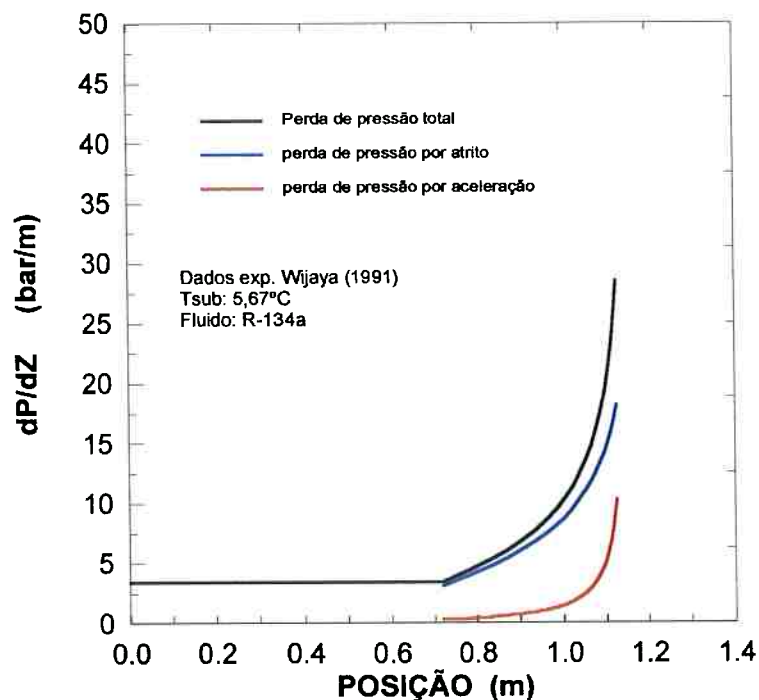 50
45
40
35
30
25
20
15
10
5
0
dP/dZ (bar/m)
Perda de pressão total
perda de pressão por atrito
perda de pressão por aceleração
Dados exp. Wijaya (1991)
Tsub: 5,67ºC
Fluido: R-134a
0.0 0.2 0.4 0.6 0.8 1.0 1.2 1.4
POSIÇÃO (m)